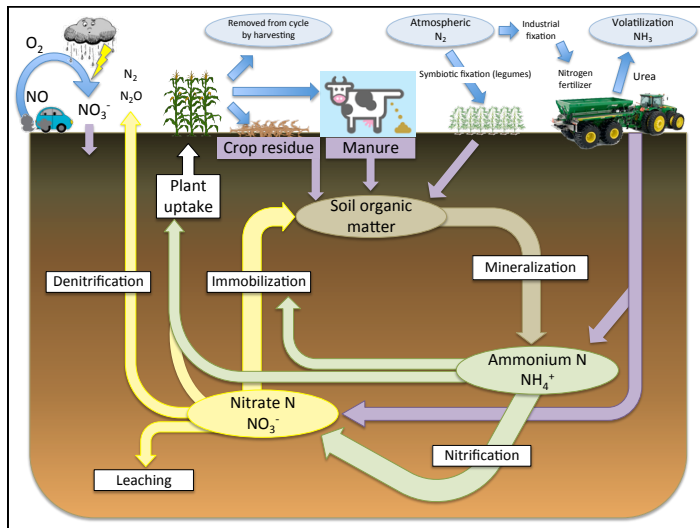 Removed from cycle
by harvesting
Atmospheric
N₂
Industrial
fixation
Volatilization
NH₃
O₂
NO
NO₃⁻
N₂
N₂O
Symbiotic fixation (legumes)
Nitrogen
fertilizer
Urea
Crop residue
Manure
Plant
uptake
Soil organic
matter
Denitrification
Immobilization
Mineralization
Ammonium N
NH₄⁺
Nitrate N
NO₃⁻
Nitrification
Leaching